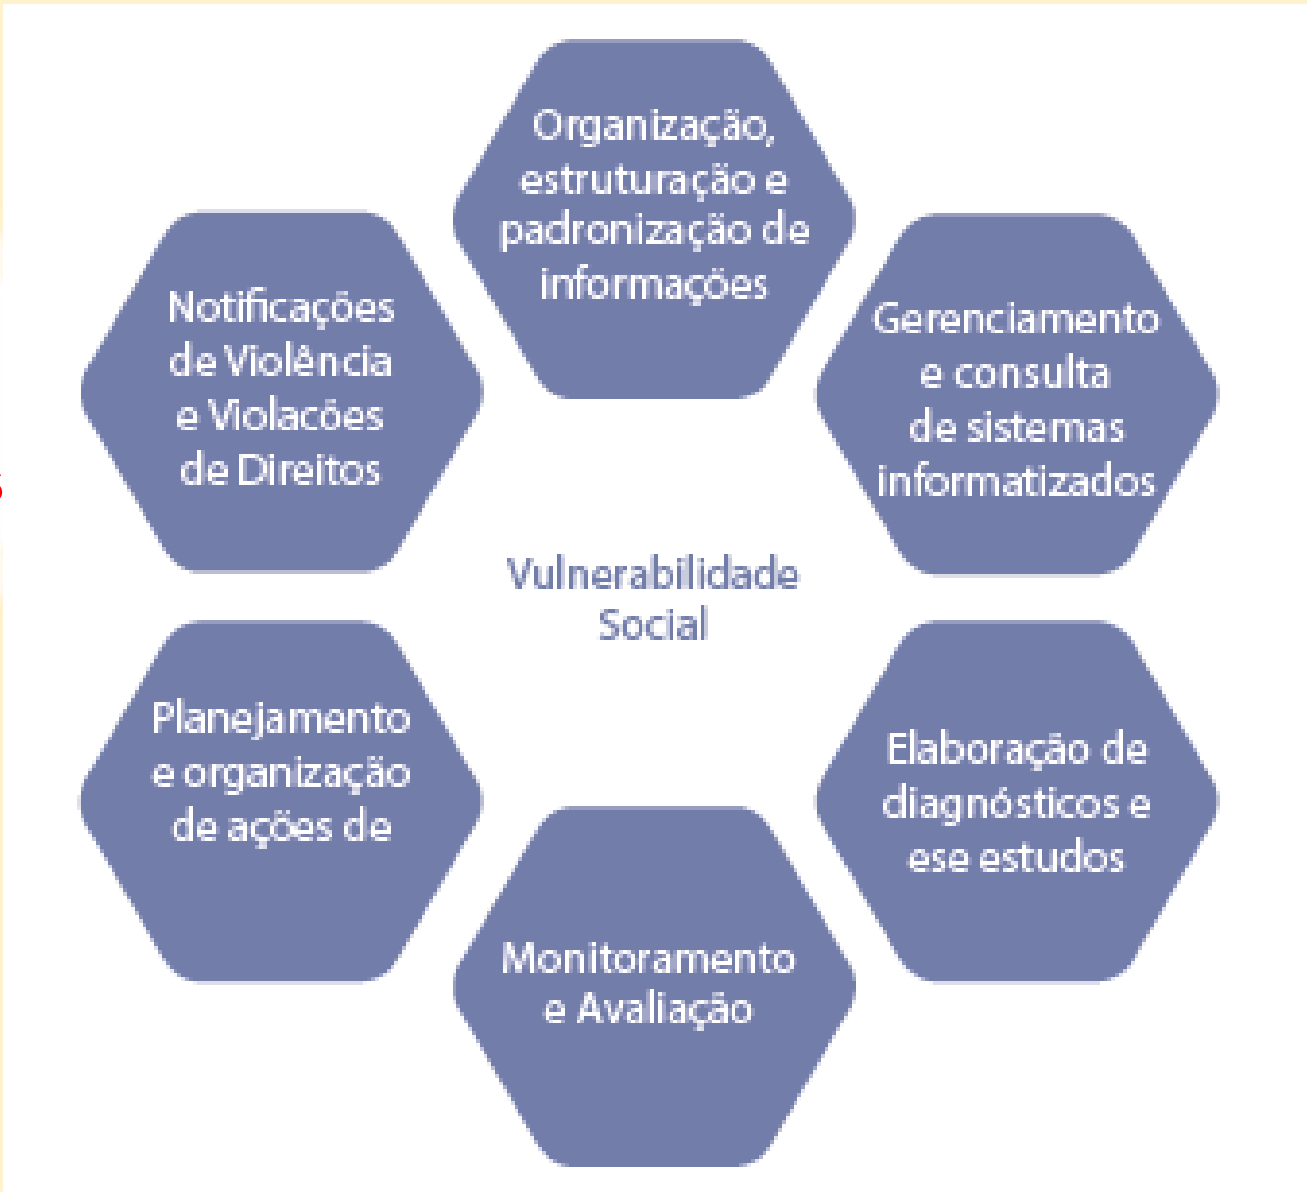 Organização,
estruturação e
padronização de
informações
Gerenciamento
e consulta
de sistemas
informatizados
Elaboração de
diagnósticos e
ese estudos
Monitoramento
e Avaliação
Planejamento
e organização
de ações de
Notificações
de Violência
e Violacões
de Direitos
Vulnerabilidade
Social